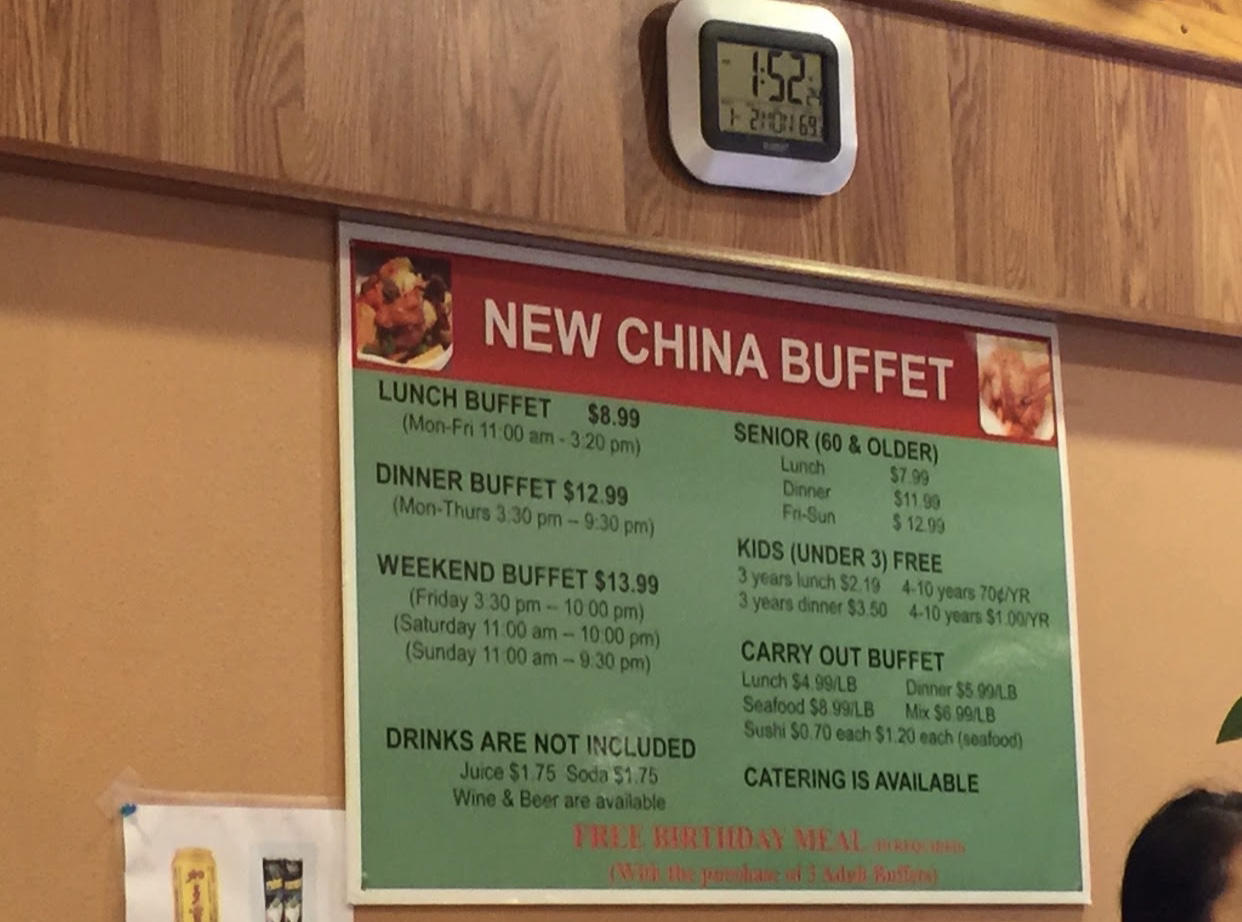 1:52
NEW CHINA BUFFET
LUNCH BUFFET $8.99
(Mon-Fri 11:00 am - 3:20 pm)
DINNER BUFFET $12.99
(Mon-Thurs 3:30 pm – 9:30 pm)
WEEKEND BUFFET $13.99
(Friday 3:30 pm – 10:00 pm)
(Saturday 11:00 am – 10:00 pm)
(Sunday 11:00 am – 9:30 pm)
DRINKS ARE NOT INCLUDED
Juice $1.75 Soda $1.75
Wine & Beer are available
SENIOR (60 & OLDER)
Lunch $7.99
Dinner $11.99
Fri-Sun $ 12.99
KIDS (UNDER 3) FREE
3 years lunch $2.19 4-10 years 70¢/YR
3 years dinner $3.50 4-10 years $1.00/YR
CARRY OUT BUFFET
Lunch $4.99/LB Dinner $5.99/LB
Seafood $8.99/LB Mix $6.99/LB
Sushi $0.70 each $1.20 each (seafood)
CATERING IS AVAILABLE
FREE BIRTHDAY MEAL
(With the purchase of 3 Adult Buffets)